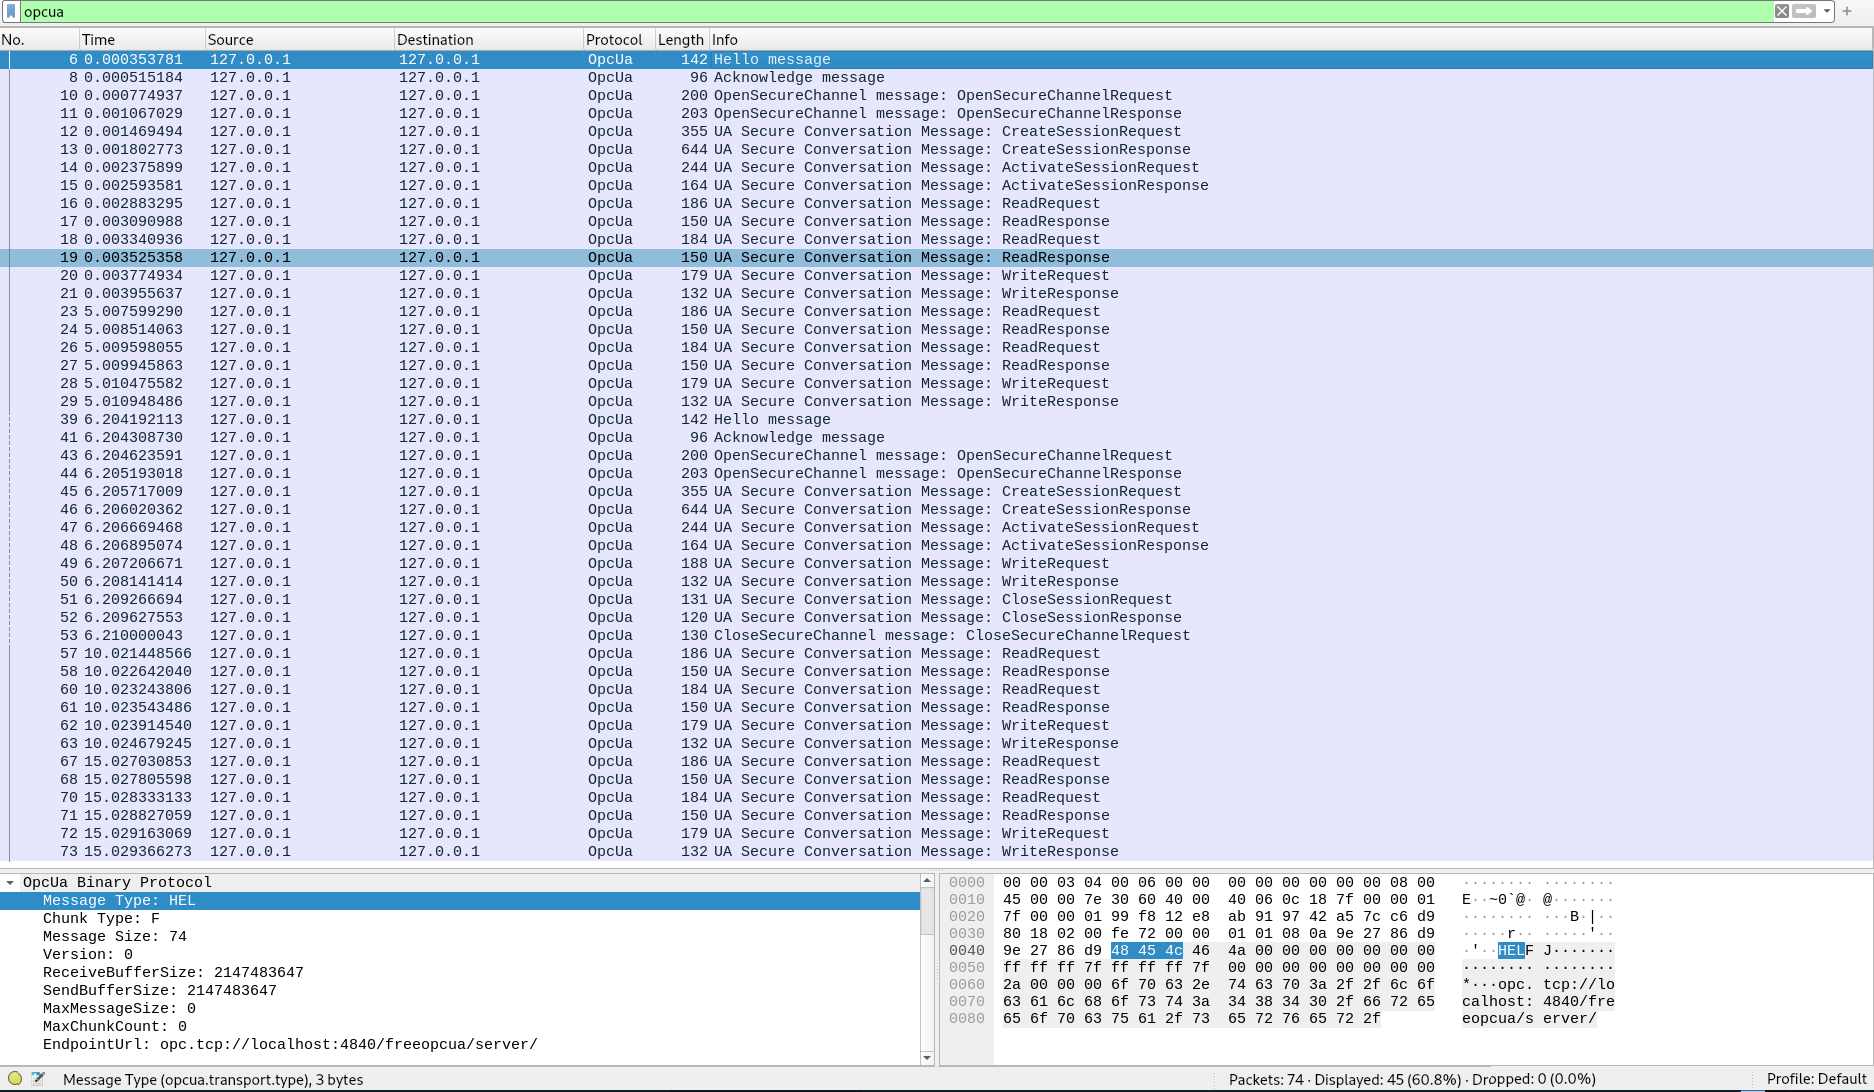 opcua
No. Time Source Destination Protocol Length Info
6 0.000353781 127.0.0.1 127.0.0.1 OpcUa 142 Hello message
8 0.000515184 127.0.0.1 127.0.0.1 OpcUa 96 Acknowledge message
10 0.000774937 127.0.0.1 127.0.0.1 OpcUa 200 OpenSecureChannel message: OpenSecureChannelRequest
11 0.001067029 127.0.0.1 127.0.0.1 OpcUa 203 OpenSecureChannel message: OpenSecureChannelResponse
12 0.001469494 127.0.0.1 127.0.0.1 OpcUa 355 UA Secure Conversation Message: CreateSessionRequest
13 0.001802773 127.0.0.1 127.0.0.1 OpcUa 644 UA Secure Conversation Message: CreateSessionResponse
14 0.002375899 127.0.0.1 127.0.0.1 OpcUa 244 UA Secure Conversation Message: ActivateSessionRequest
15 0.002593581 127.0.0.1 127.0.0.1 OpcUa 164 UA Secure Conversation Message: ActivateSessionResponse
16 0.002883295 127.0.0.1 127.0.0.1 OpcUa 186 UA Secure Conversation Message: ReadRequest
17 0.003090988 127.0.0.1 127.0.0.1 OpcUa 150 UA Secure Conversation Message: ReadResponse
18 0.003340936 127.0.0.1 127.0.0.1 OpcUa 184 UA Secure Conversation Message: ReadRequest
19 0.003525358 127.0.0.1 127.0.0.1 OpcUa 150 UA Secure Conversation Message: ReadResponse
20 0.003774934 127.0.0.1 127.0.0.1 OpcUa 179 UA Secure Conversation Message: WriteRequest
21 0.003955637 127.0.0.1 127.0.0.1 OpcUa 132 UA Secure Conversation Message: WriteResponse
23 5.007599290 127.0.0.1 127.0.0.1 OpcUa 186 UA Secure Conversation Message: ReadRequest
24 5.008514063 127.0.0.1 127.0.0.1 OpcUa 150 UA Secure Conversation Message: ReadResponse
26 5.009598055 127.0.0.1 127.0.0.1 OpcUa 184 UA Secure Conversation Message: ReadRequest
27 5.009945863 127.0.0.1 127.0.0.1 OpcUa 150 UA Secure Conversation Message: ReadResponse
28 5.010475582 127.0.0.1 127.0.0.1 OpcUa 179 UA Secure Conversation Message: WriteRequest
29 5.010948486 127.0.0.1 127.0.0.1 OpcUa 132 UA Secure Conversation Message: WriteResponse
39 6.204192113 127.0.0.1 127.0.0.1 OpcUa 142 Hello message
41 6.204308730 127.0.0.1 127.0.0.1 OpcUa 96 Acknowledge message
43 6.204623591 127.0.0.1 127.0.0.1 OpcUa 200 OpenSecureChannel message: OpenSecureChannelRequest
44 6.205193018 127.0.0.1 127.0.0.1 OpcUa 203 OpenSecureChannel message: OpenSecureChannelResponse
45 6.205717009 127.0.0.1 127.0.0.1 OpcUa 355 UA Secure Conversation Message: CreateSessionRequest
46 6.206020362 127.0.0.1 127.0.0.1 OpcUa 644 UA Secure Conversation Message: CreateSessionResponse
47 6.206669468 127.0.0.1 127.0.0.1 OpcUa 244 UA Secure Conversation Message: ActivateSessionRequest
48 6.206895074 127.0.0.1 127.0.0.1 OpcUa 164 UA Secure Conversation Message: ActivateSessionResponse
49 6.207206671 127.0.0.1 127.0.0.1 OpcUa 188 UA Secure Conversation Message: WriteRequest
50 6.208141414 127.0.0.1 127.0.0.1 OpcUa 132 UA Secure Conversation Message: WriteResponse
51 6.209266694 127.0.0.1 127.0.0.1 OpcUa 131 UA Secure Conversation Message: CloseSessionRequest
52 6.209627553 127.0.0.1 127.0.0.1 OpcUa 120 UA Secure Conversation Message: CloseSessionResponse
53 6.210000043 127.0.0.1 127.0.0.1 OpcUa 130 CloseSecureChannel message: CloseSecureChannelRequest
57 10.021448566 127.0.0.1 127.0.0.1 OpcUa 186 UA Secure Conversation Message: ReadRequest
58 10.022642040 127.0.0.1 127.0.0.1 OpcUa 150 UA Secure Conversation Message: ReadResponse
60 10.023243806 127.0.0.1 127.0.0.1 OpcUa 184 UA Secure Conversation Message: ReadRequest
61 10.023543486 127.0.0.1 127.0.0.1 OpcUa 150 UA Secure Conversation Message: ReadResponse
62 10.023914540 127.0.0.1 127.0.0.1 OpcUa 179 UA Secure Conversation Message: WriteRequest
63 10.024679245 127.0.0.1 127.0.0.1 OpcUa 132 UA Secure Conversation Message: WriteResponse
67 15.027030853 127.0.0.1 127.0.0.1 OpcUa 186 UA Secure Conversation Message: ReadRequest
68 15.027805598 127.0.0.1 127.0.0.1 OpcUa 150 UA Secure Conversation Message: ReadResponse
70 15.028333133 127.0.0.1 127.0.0.1 OpcUa 184 UA Secure Conversation Message: ReadRequest
71 15.028827059 127.0.0.1 127.0.0.1 OpcUa 150 UA Secure Conversation Message: ReadResponse
72 15.029163069 127.0.0.1 127.0.0.1 OpcUa 179 UA Secure Conversation Message: WriteRequest
73 15.029366273 127.0.0.1 127.0.0.1 OpcUa 132 UA Secure Conversation Message: WriteResponse
OpcUa Binary Protocol
Message Type: HEL
Chunk Type: F
Message Size: 74
Version: 0
ReceiveBufferSize: 2147483647
SendBufferSize: 2147483647
MaxMessageSize: 0
MaxChunkCount: 0
EndpointUrl: opc.tcp://localhost:4840/freeopcua/server/
0000 00 00 03 04 00 06 00 00 00 00 00 00 00 00 08 00 ········ ········
0010 45 00 00 7e 30 60 40 00 40 06 0c 18 7f 00 00 01 E··~0`@· @·······
0020 7f 00 00 01 99 f8 12 e8 ab 91 97 42 a5 7c c6 d9 ········ ···B·|··
0030 80 18 02 00 fe 72 00 00 01 01 08 0a 9e 27 86 d9 ·····r·· ·····'··
0040 9e 27 86 d9 48 45 4c 46 4a 00 00 00 00 00 00 00 ·'··HELF J·······
0050 ff ff ff 7f ff ff ff 7f 00 00 00 00 00 00 00 00 ········ ········
0060 2a 00 00 00 6f 70 63 2e 74 63 70 3a 2f 2f 6c 6f *···opc. tcp://lo
0070 63 61 6c 68 6f 73 74 3a 34 38 34 30 2f 66 72 65 calhost: 4840/fre
0080 65 6f 70 63 75 61 2f 73 65 72 76 65 72 2f eopcua/s erver/
Message Type (opcua.transport.type), 3 bytes
Packets: 74 · Displayed: 45 (60.8%) · Dropped: 0 (0.0%)
Profile: Default